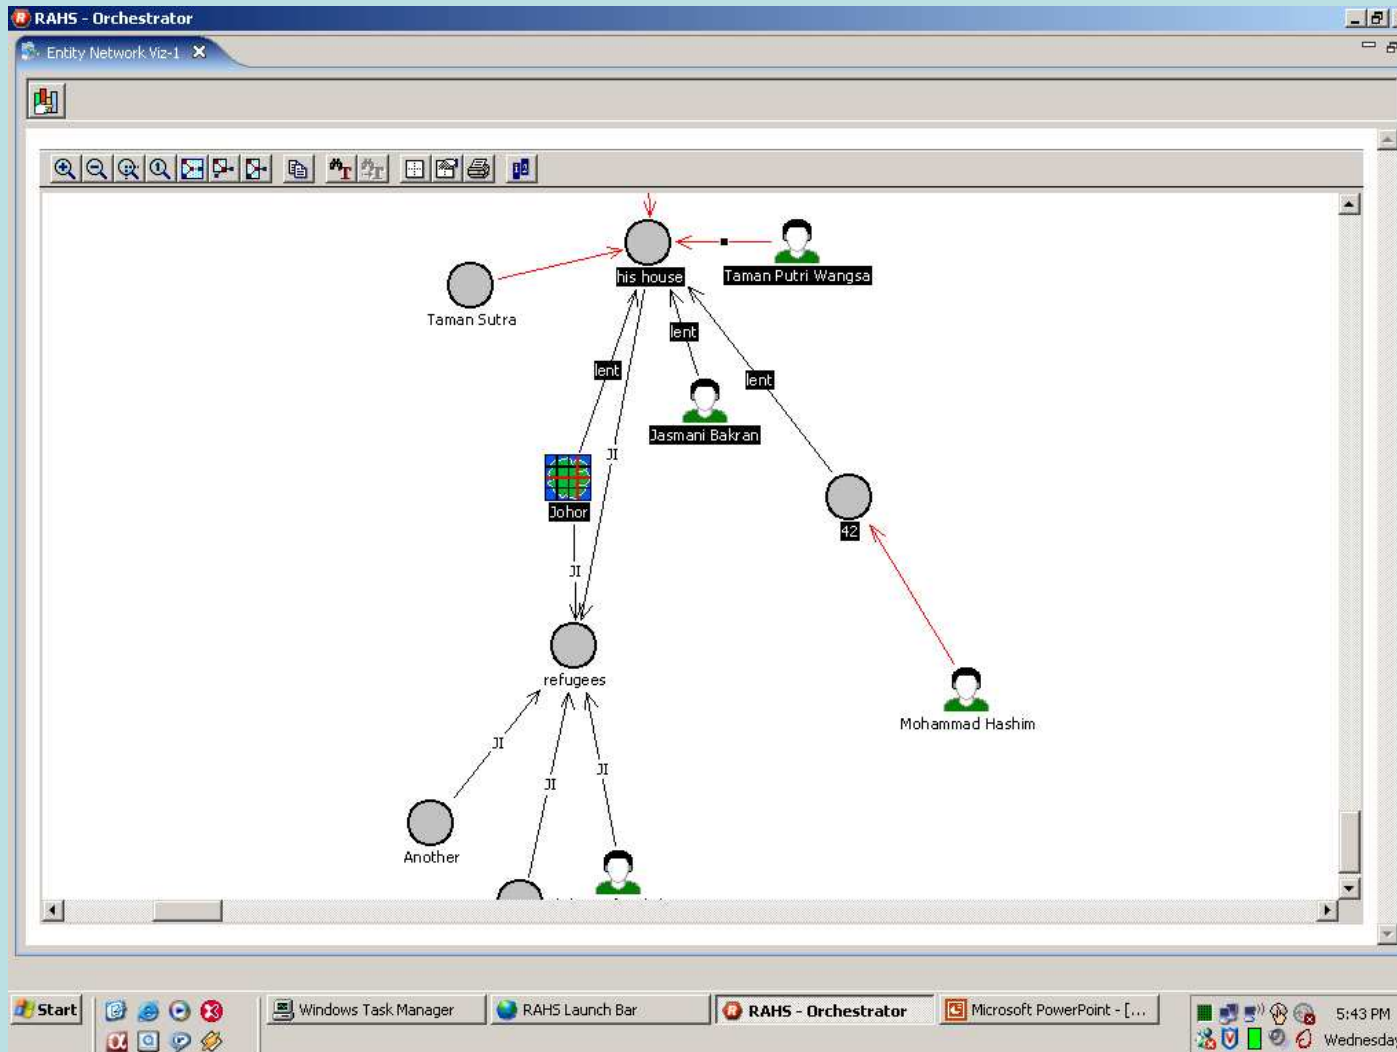 RAHS - Orchestrator
Entity Network Viz-1
his house
Taman Putri Wangsa
Taman Sutra
lent
lent
lent
Jasmani Bakran
JI
Johor
42
JI
refugees
Mohammad Hashim
JI
JI
JI
Another
Start
Windows Task Manager
RAHS Launch Bar
RAHS - Orchestrator
Microsoft PowerPoint - [...
5:43 PM
Wednesday